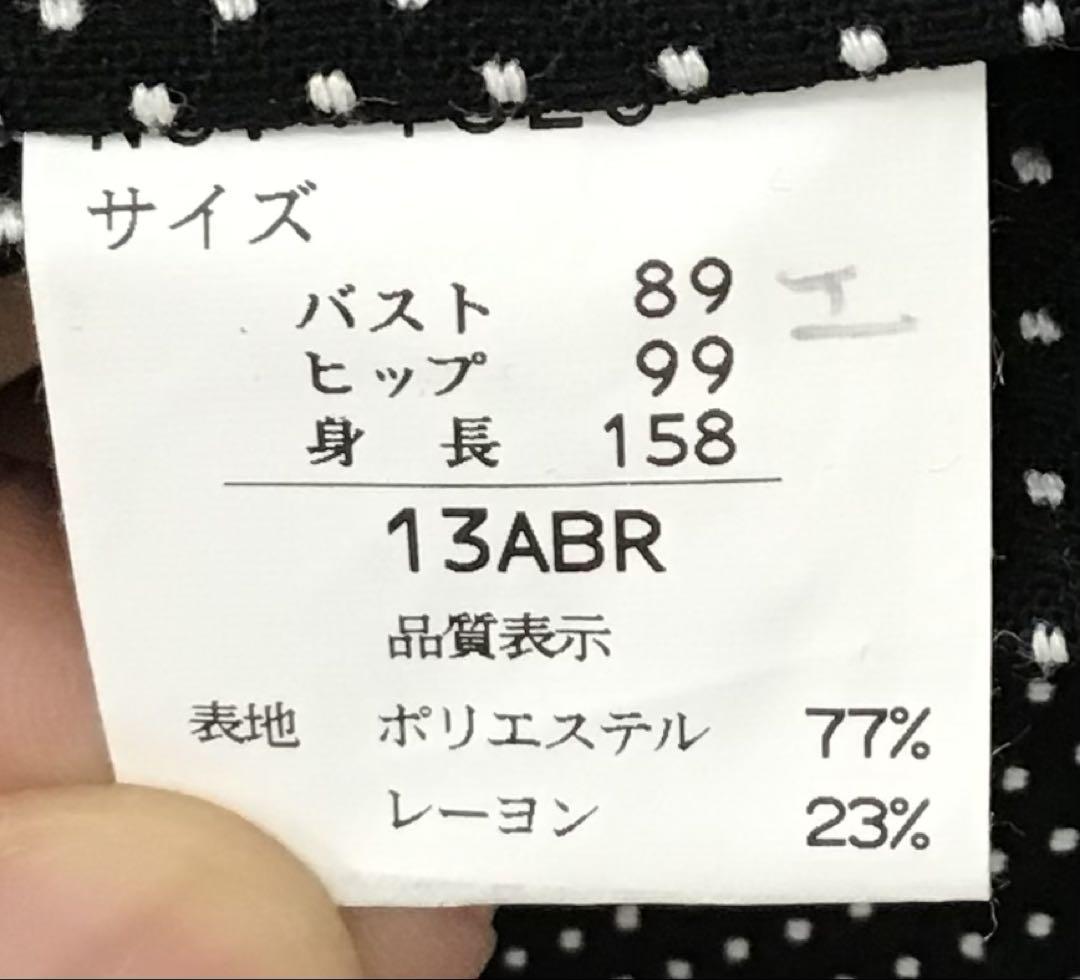 サイズ
バスト 89
ヒップ 99
身長 158
13ABR
品質表示
表地 ポリエステル 77%
レーヨン 23%